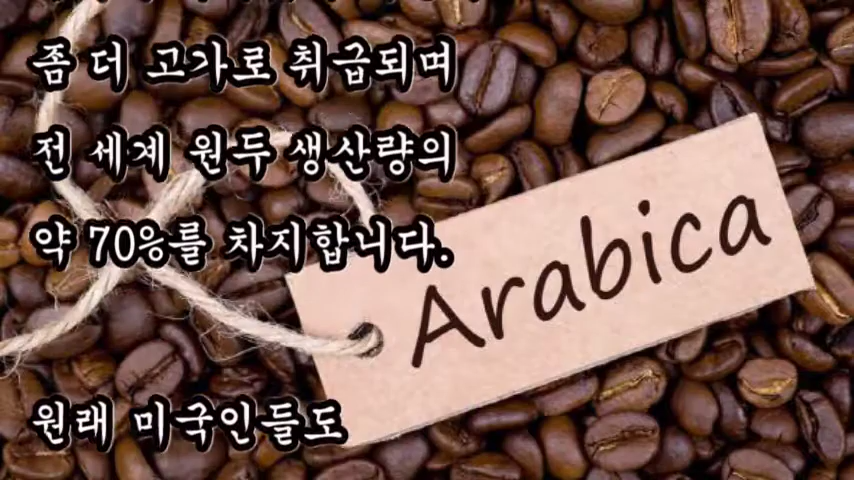 좀 더 고가로 취급되며
전 세계 원두 생산량의
약 70%를 차지합니다.
Arabica
원래 미국인들도